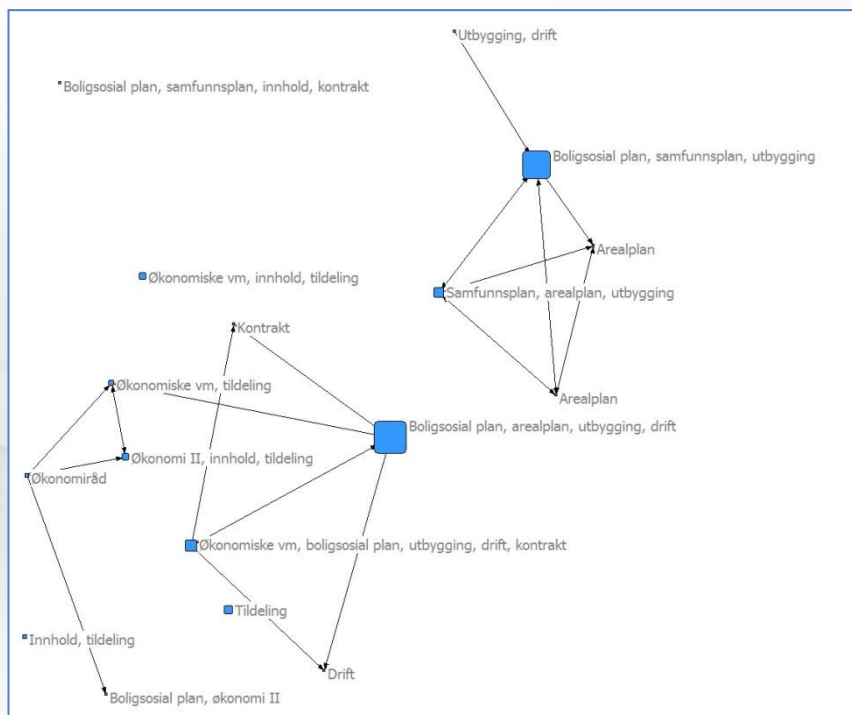 Utbygging, drift
Boligsosial plan, samfunnsplan, innhold, kontrakt
Boligsosial plan, samfunnsplan, utbygging
Arealplan
Økonomiske vm, innhold, tildeling
Samfunnsplan, arealplan, utbygging
Kontrakt
Økonomiske vm, tildeling
Arealplan
Boligsosial plan, arealplan, utbygging, drift
Økonomi II, innhold, tildeling
Økonomiråd
Økonomiske vm, boligsosial plan, utbygging, drift, kontrakt
Tildeling
Innhold, tildeling
Drift
Boligsosial plan, økonomi II